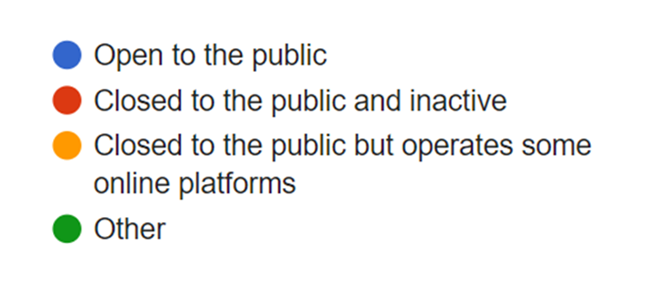 Open to the public
Closed to the public and inactive
Closed to the public but operates some
online platforms
Other